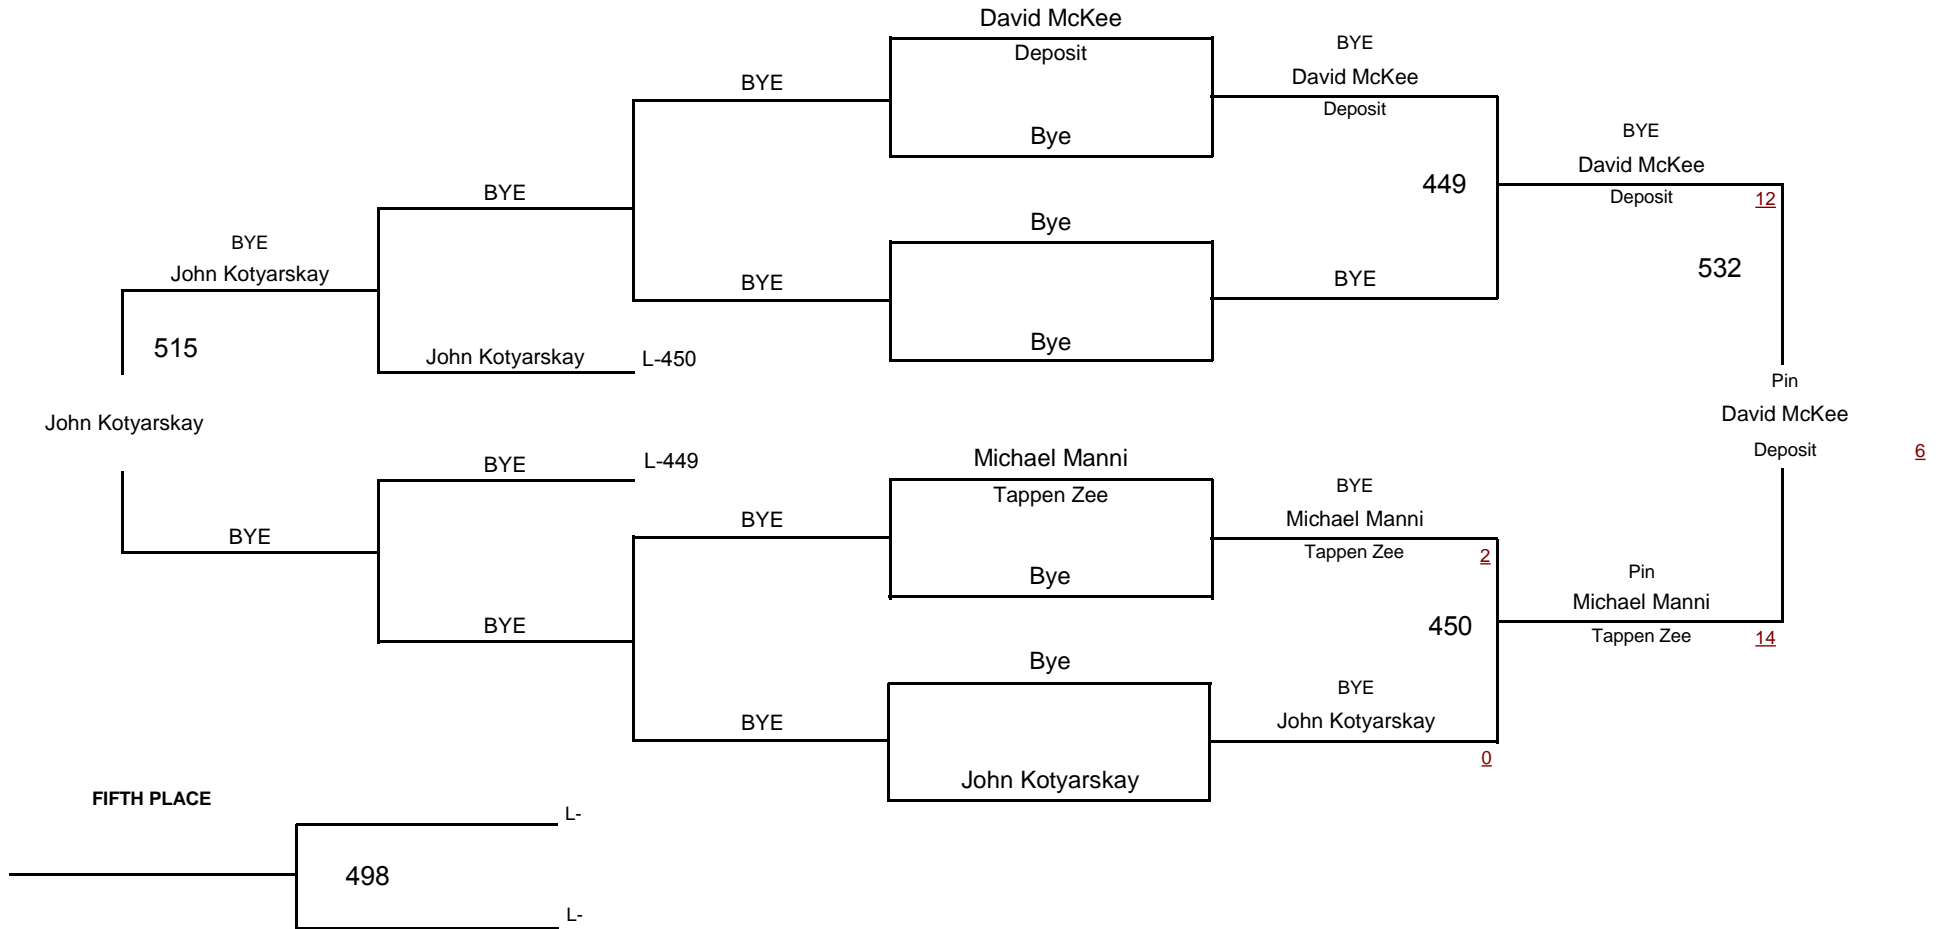 David McKee
Deposit
BYE
David McKee
Deposit
BYE
Bye
BYE
David McKee
Deposit
12
449
BYE
Bye
532
BYE
John Kotyarskay
BYE
BYE
Bye
515
John Kotyarskay
L-450
Pin
David McKee
Deposit
6
John Kotyarskay
BYE
L-449
Michael Manni
Tappen Zee
BYE
Michael Manni
Tappen Zee
2
BYE
BYE
Bye
Pin
Michael Manni
Tappen Zee
14
BYE
450
Bye
BYE
John Kotyarskay
0
BYE
John Kotyarskay
FIFTH PLACE
L-
498
L-